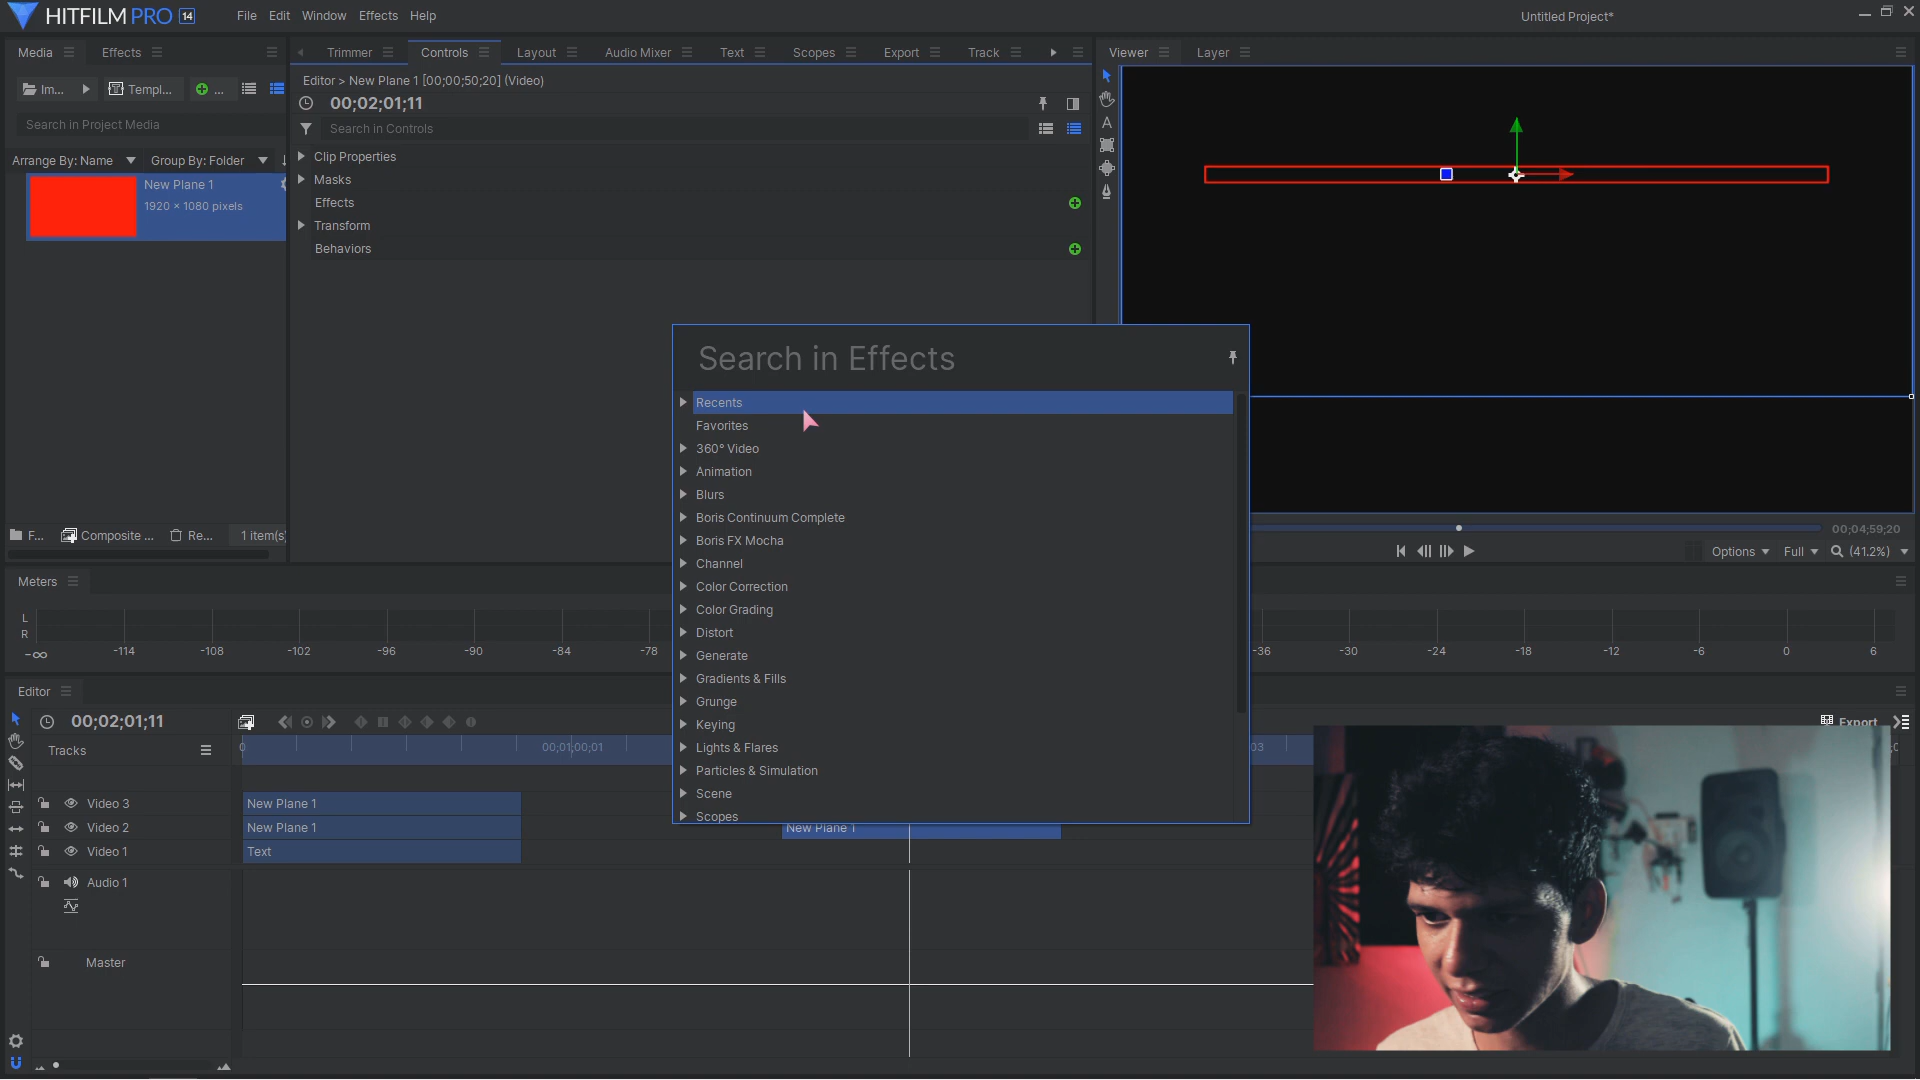 HITFILM PRO 14
File Edit Window Effects Help
Untitled Project*
Media Effects
Trimmer Controls Layout Audio Mixer Text Scopes Export Track
Viewer Layer
Im... Templ... ...
Search in Project Media
Arrange By: Name Group By: Folder
New Plane 1
1920 × 1080 pixels
F... Composite ... Re... 1 item(s
Editor > New Plane 1 [00;00;50;20] (Video)
00;02;01;11
Search in Controls
Clip Properties
Masks
Effects
Transform
Behaviors
A
Search in Effects
Recents
Favorites
360° Video
Animation
Blurs
Boris Continuum Complete
Boris FX Mocha
Channel
Color Correction
Color Grading
Distort
Generate
Gradients & Fills
Grunge
Keying
Lights & Flares
Particles & Simulation
Scene
Scopes
00;04;59;20
Options Full (41.2%)
Meters
L
R
-∞ -114 -108 -102 -96 -90 -84 -78 -36 -30 -24 -18 -12 -6 0 6
Editor
00;02;01;11
Export
Tracks
0 00;01;00;01 03
Video 3 New Plane 1
Video 2 New Plane 1 New Plane 1
Video 1 Text
Audio 1
Master